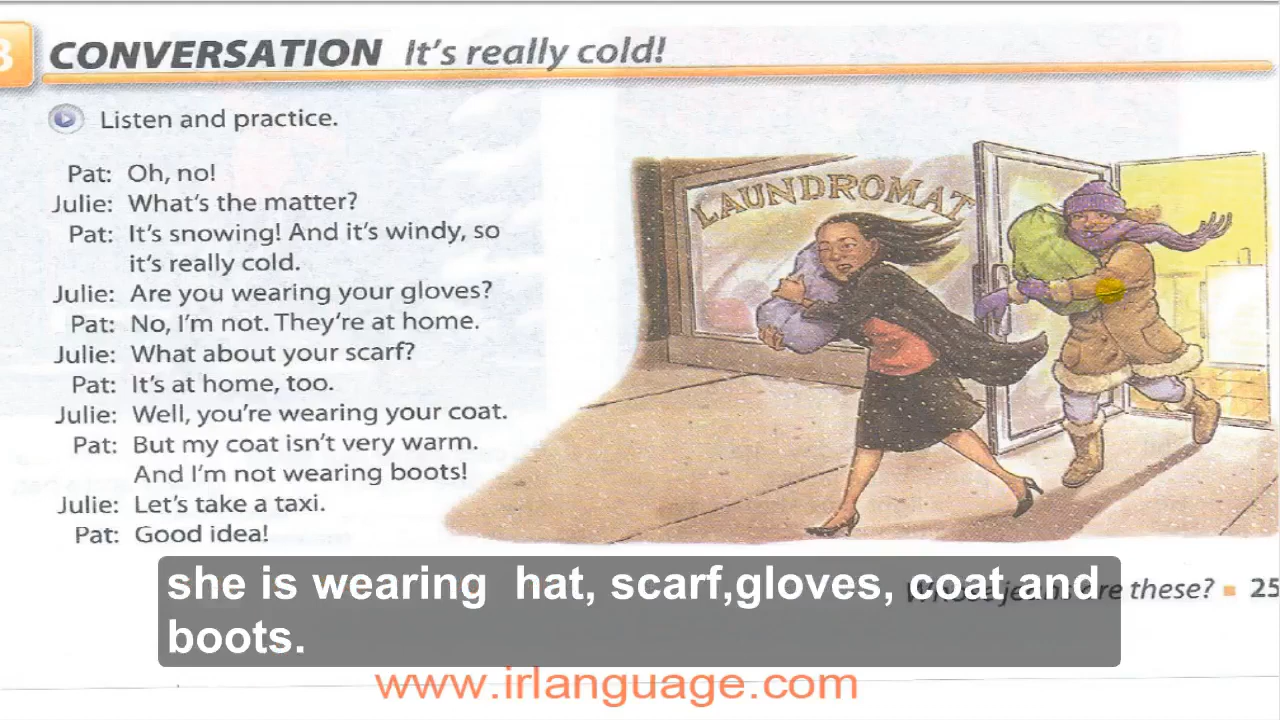 3 CONVERSATION It's really cold!
Listen and practice.
Pat: Oh, no!
Julie: What's the matter?
Pat: It's snowing! And it's windy, so
it's really cold.
Julie: Are you wearing your gloves?
Pat: No, I'm not. They're at home.
Julie: What about your scarf?
Pat: It's at home, too.
Julie: Well, you're wearing your coat.
Pat: But my coat isn't very warm.
And I'm not wearing boots!
Julie: Let's take a taxi.
Pat: Good idea!
LAUNDROMAT
Whose jeans are these? 25
she is wearing hat, scarf,gloves, coat and
boots.
www.irlanguage.com